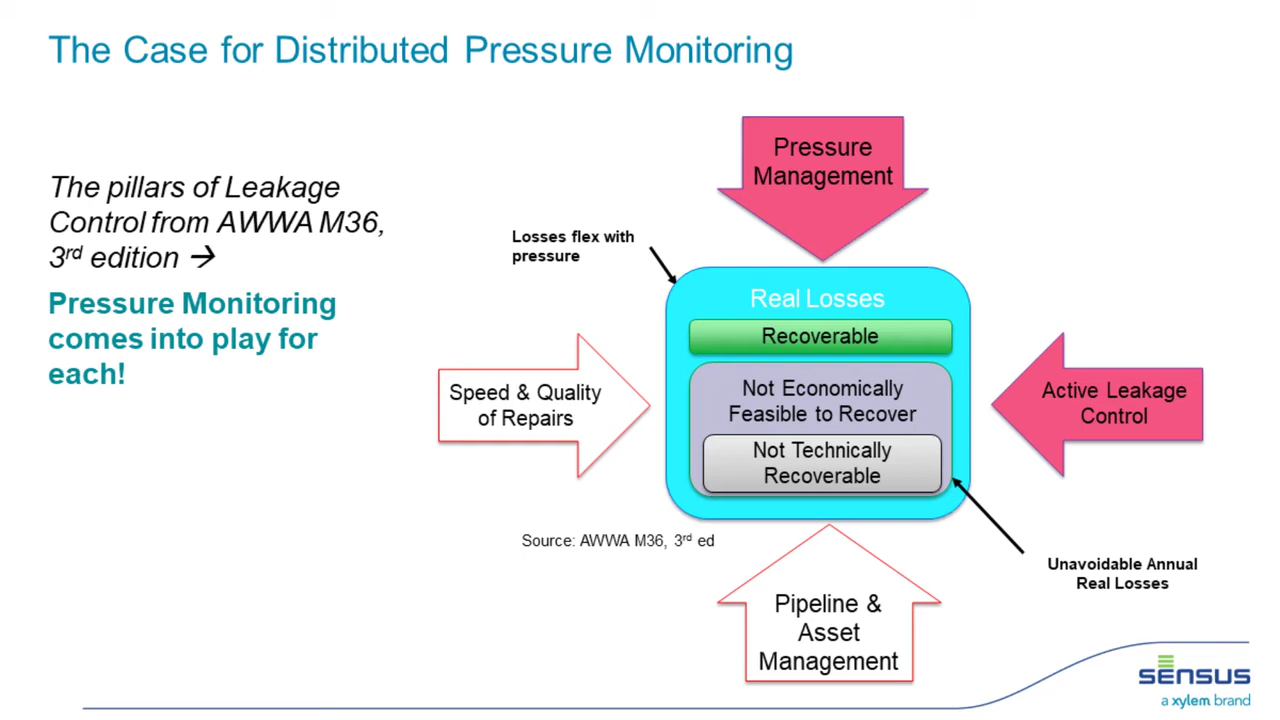 The Case for Distributed Pressure Monitoring
The pillars of Leakage
Control from AWWA M36,
3rd edition →
Pressure Monitoring
comes into play for
each!
Pressure
Management
Losses flex with
pressure
Real Losses
Recoverable
Not Economically
Feasible to Recover
Not Technically
Recoverable
Speed & Quality
of Repairs
Active Leakage
Control
Source: AWWA M36, 3rd ed
Unavoidable Annual
Real Losses
Pipeline &
Asset
Management
SENSUS
a xylem brand